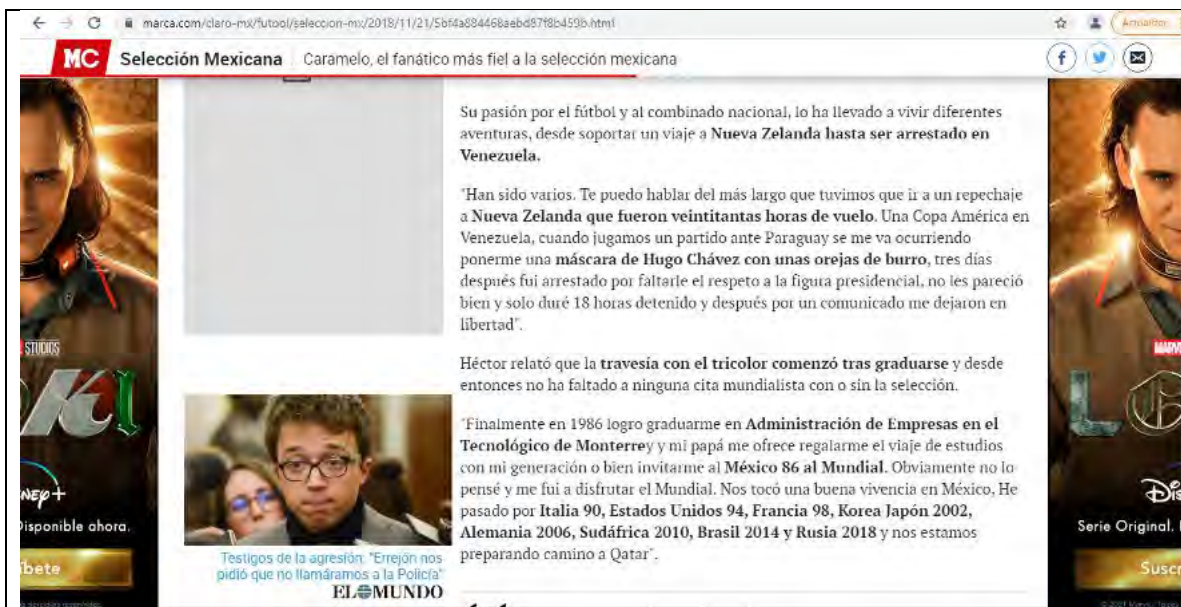 marca.com/claro-mx/futbol/seleccion-mx/2018/11/21/5bf4a884468aebd87f8b459b.html
Actualizar
MC Selección Mexicana Caramelo, el fanático más fiel a la selección mexicana
Su pasión por el fútbol y al combinado nacional, lo ha llevado a vivir diferentes
aventuras, desde soportar un viaje a Nueva Zelanda hasta ser arrestado en
Venezuela.
"Han sido varios. Te puedo hablar del más largo que tuvimos que ir a un repechaje
a Nueva Zelanda que fueron veintitantas horas de vuelo. Una Copa América en
Venezuela, cuando jugamos un partido ante Paraguay se me va ocurriendo
ponerme una máscara de Hugo Chávez con unas orejas de burro, tres días
después fui arrestado por faltarle el respeto a la figura presidencial, no les pareció
bien y solo duré 18 horas detenido y después por un comunicado me dejaron en
libertad".
Héctor relató que la travesía con el tricolor comenzó tras graduarse y desde
entonces no ha faltado a ninguna cita mundialista con o sin la selección.
"Finalmente en 1986 logro graduarme en Administración de Empresas en el
Tecnológico de Monterrey y mi papá me ofrece regalarme el viaje de estudios
con mi generación o bien invitarme al México 86 al Mundial. Obviamente no lo
pensé y me fui a disfrutar el Mundial. Nos tocó una buena vivencia en México, He
pasado por Italia 90, Estados Unidos 94, Francia 98, Korea Japón 2002,
Alemania 2006, Sudáfrica 2010, Brasil 2014 y Rusia 2018 y nos estamos
preparando camino a Qatar".
Testigos de la agresión: "Errejón nos
pidió que no llamáramos a la Policía"
EL MUNDO
STUDIOS
OKI
NEY+
Disponible ahora.
íbete
MARV
LO
Dis
Serie Original.
Suscr